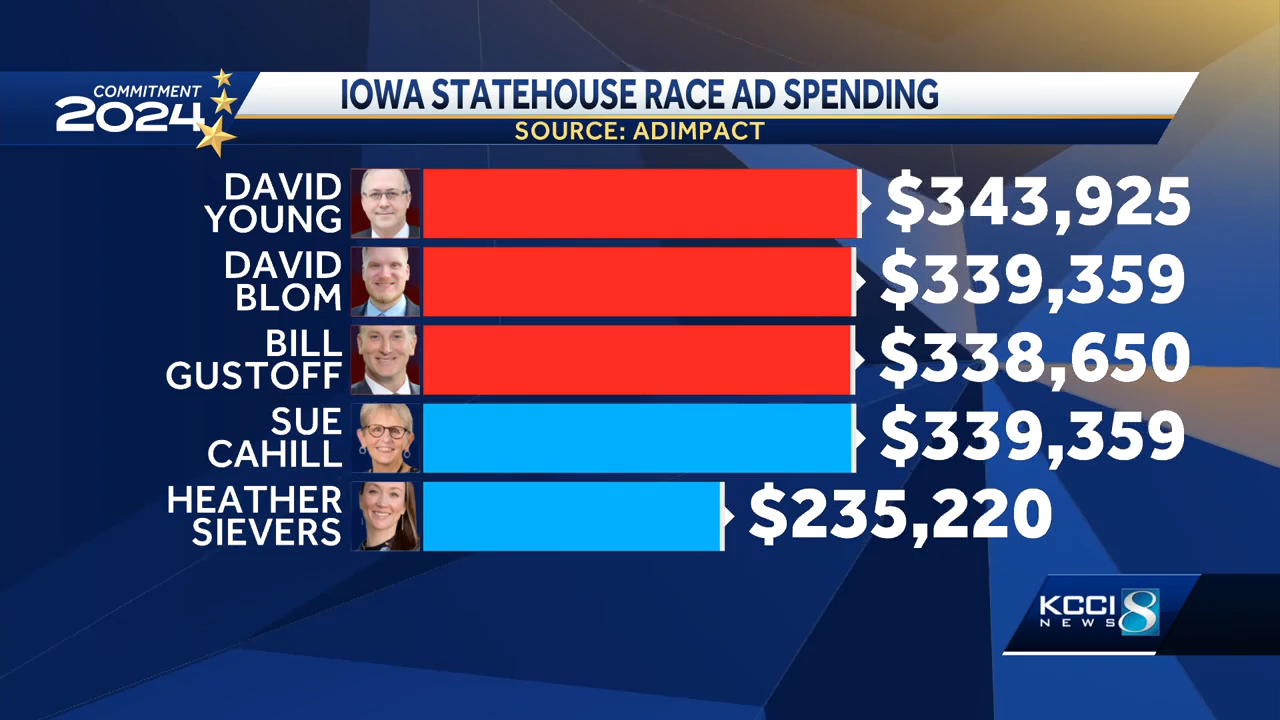 COMMITMENT
2024
IOWA STATEHOUSE RACE AD SPENDING
SOURCE: ADIMPACT
DAVID
YOUNG
$343,925
DAVID
BLOM
$339,359
BILL
GUSTOFF
$338,650
SUE
CAHILL
$339,359
HEATHER
SIEVERS
$235,220
KCCI 8
NEWS